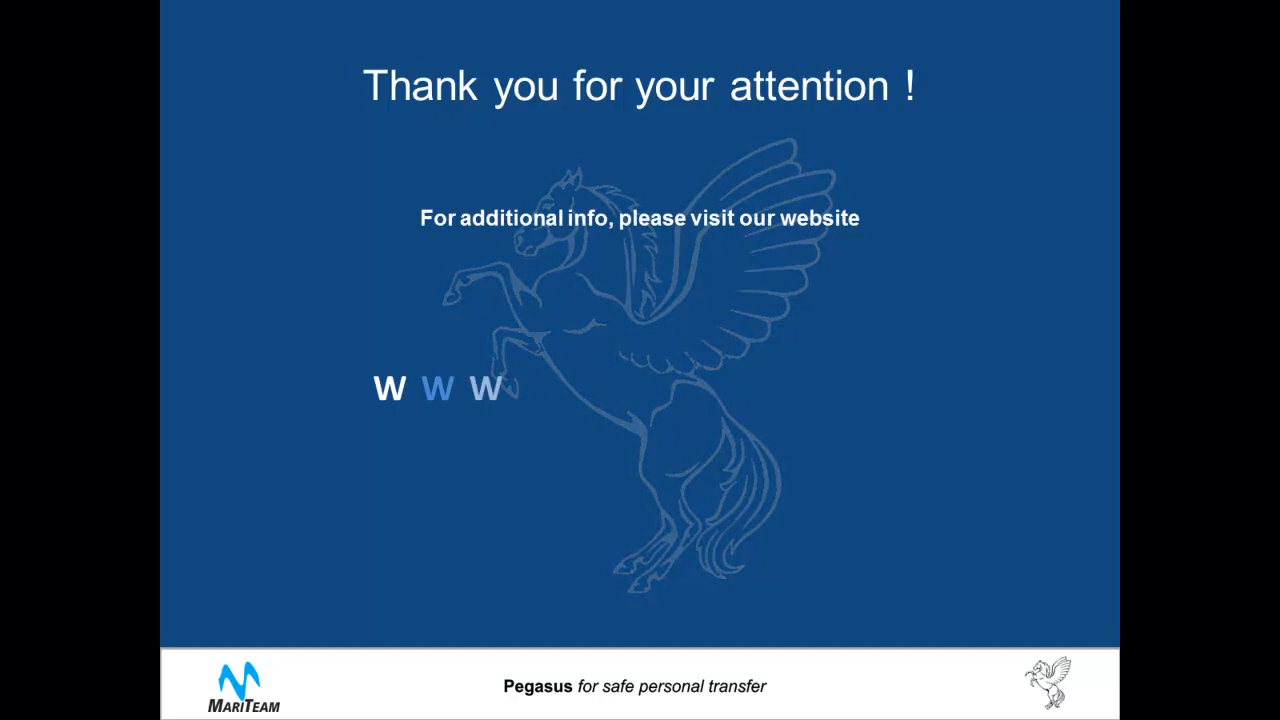 Thank you for your attention !
For additional info, please visit our website
W W W
MARITEAM
Pegasus for safe personal transfer